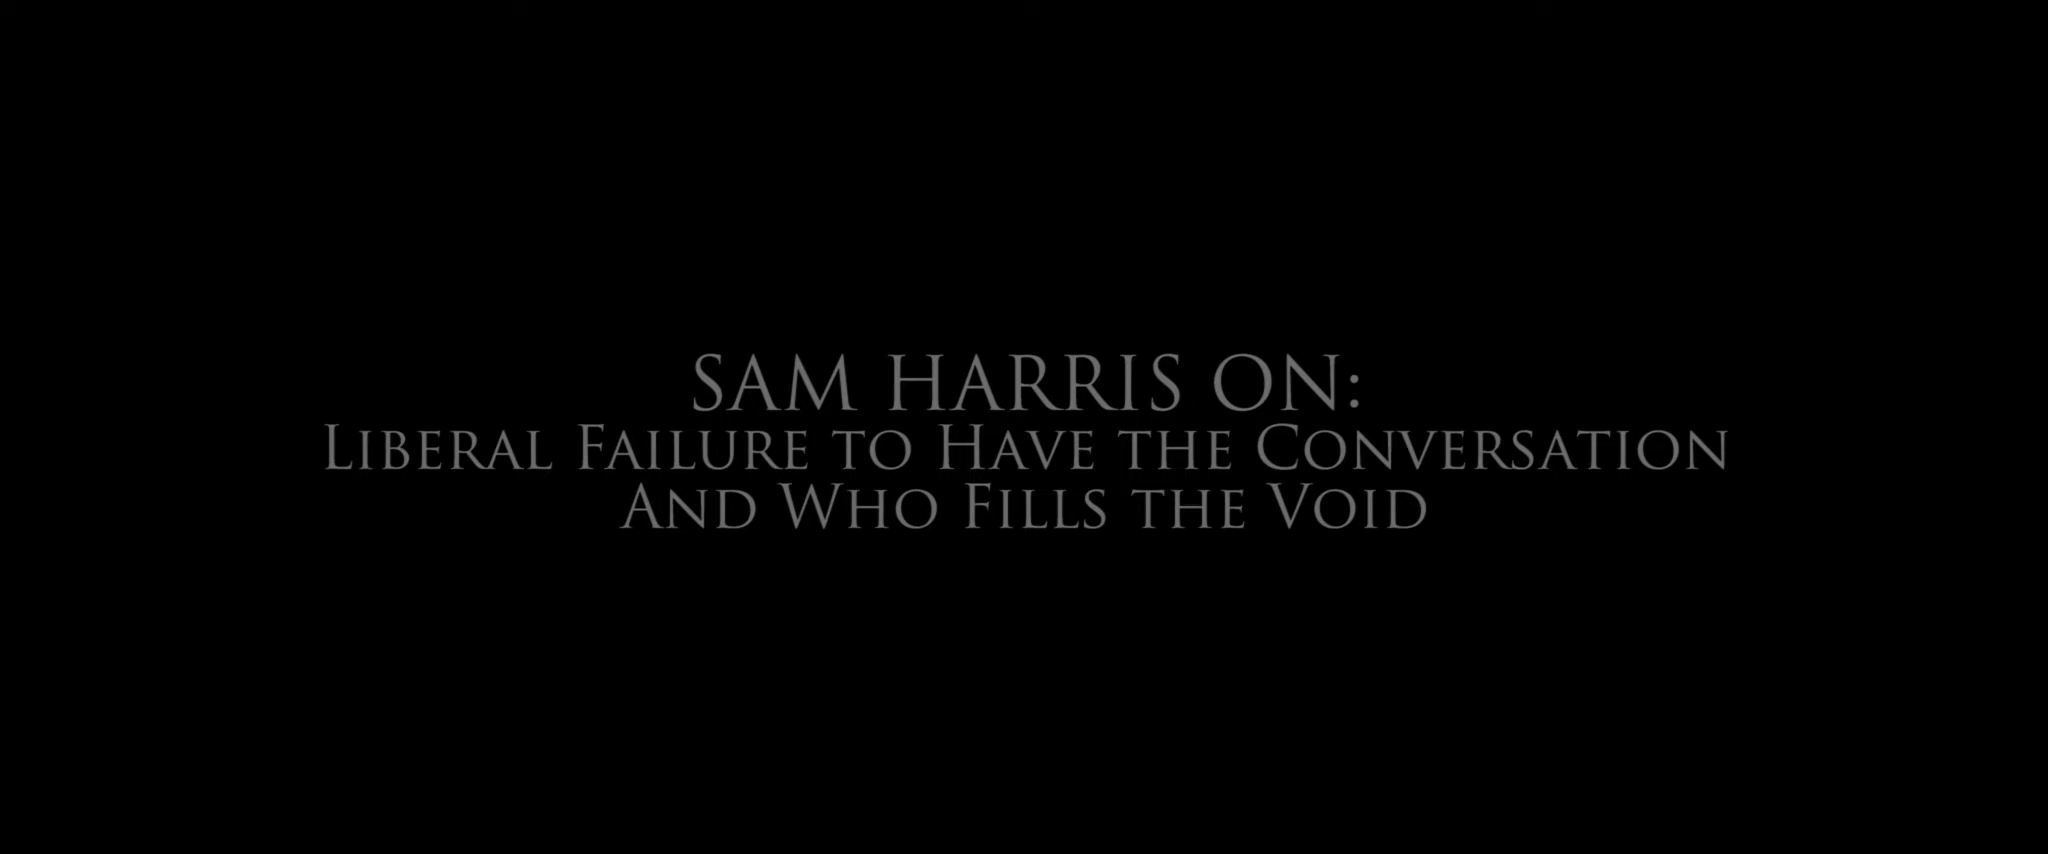 SAM HARRIS ON:
LIBERAL FAILURE TO HAVE THE CONVERSATION
AND WHO FILLS THE VOID